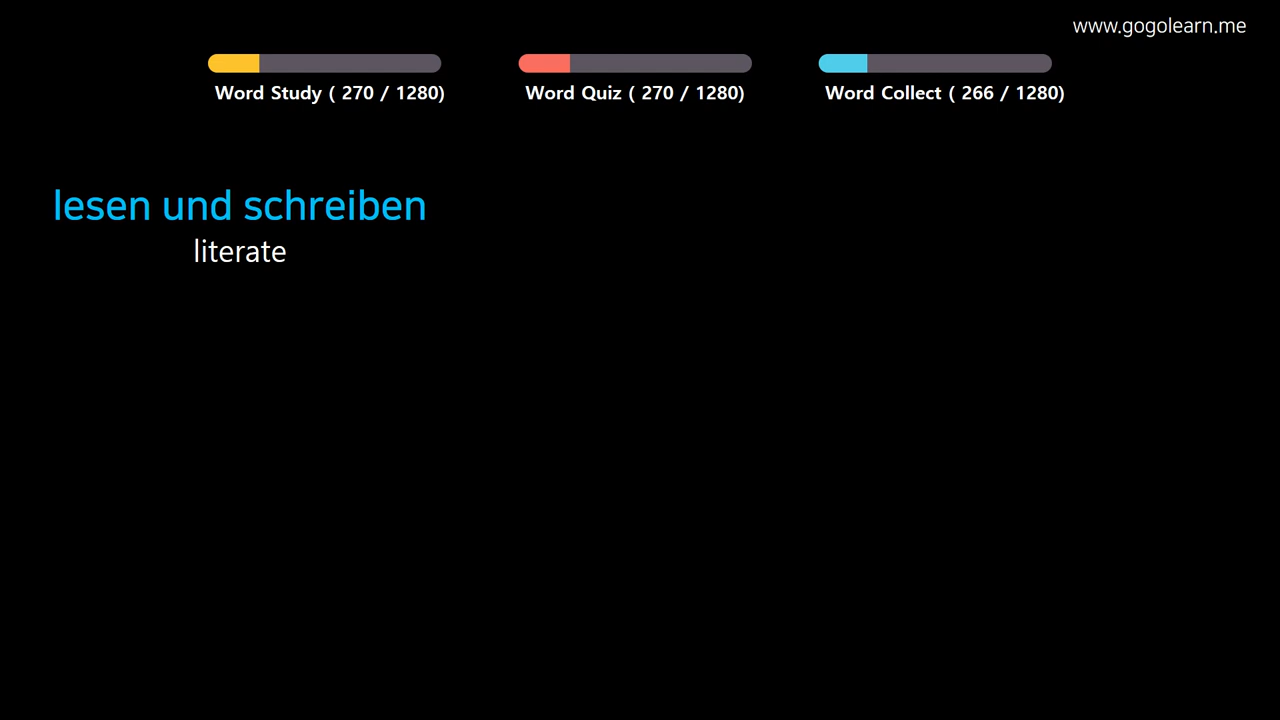 www.gogolearn.me
Word Study ( 270 / 1280)
Word Quiz ( 270 / 1280)
Word Collect ( 266 / 1280)
lesen und schreiben
literate